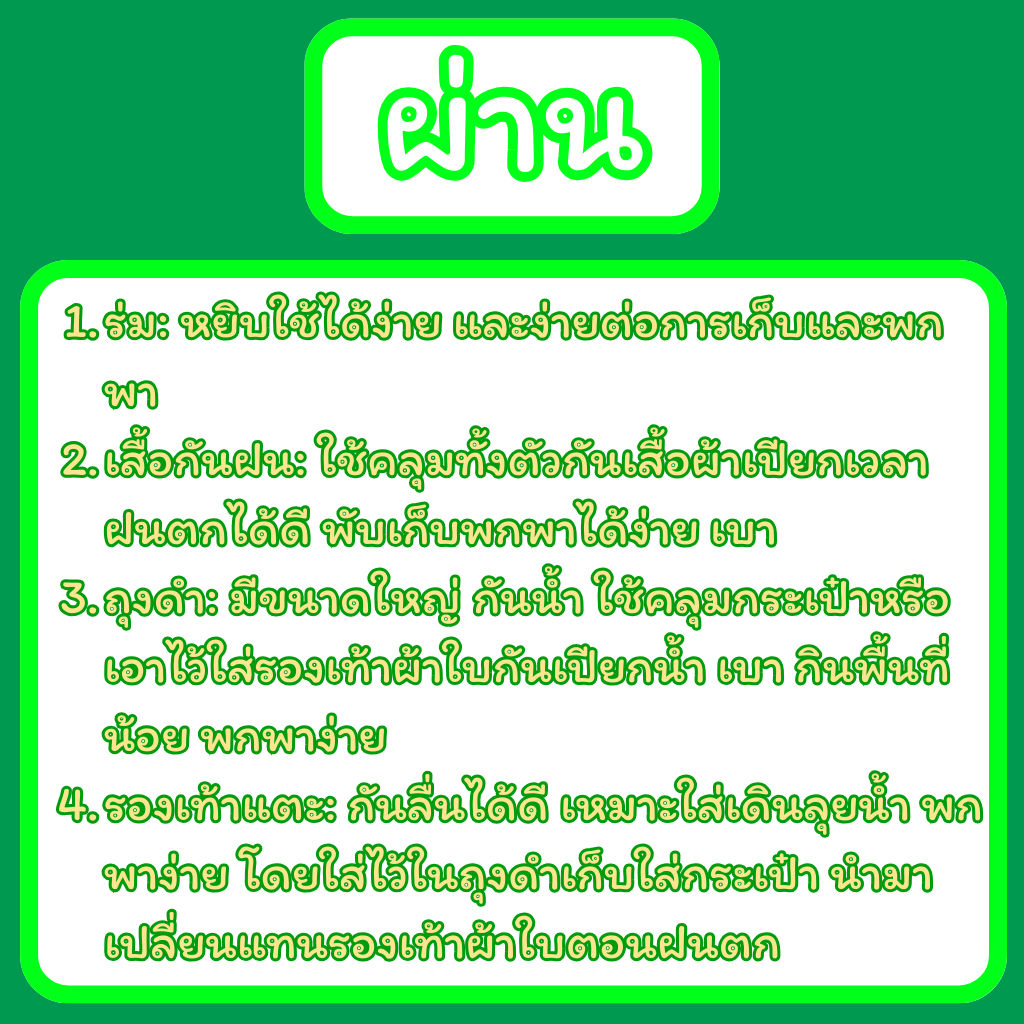 ผ่าน
1. ร่ม: หยิบใช้ได้ง่าย และง่ายต่อการเก็บและพก
พา
2. เสื้อกันฝน: ใช้คลุมทั้งตัวกันเสื้อผ้าเปียกเวลา
ฝนตกได้ดี พับเก็บพกพาได้ง่าย เบา
3. ถุงดำ: มีขนาดใหญ่ กันน้ำ ใช้คลุมกระเป๋าหรือ
เอาไว้ใส่รองเท้าผ้าใบกันเปียกน้ำ เบา กินพื้นที่
น้อย พกพาง่าย
4. รองเท้าแตะ: กันลื่นได้ดี เหมาะใส่เดินลุยน้ำ พก
พาง่าย โดยใส่ไว้ในถุงดำเก็บใส่กระเป๋า นำมา
เปลี่ยนแทนรองเท้าผ้าใบตอนฝนตก